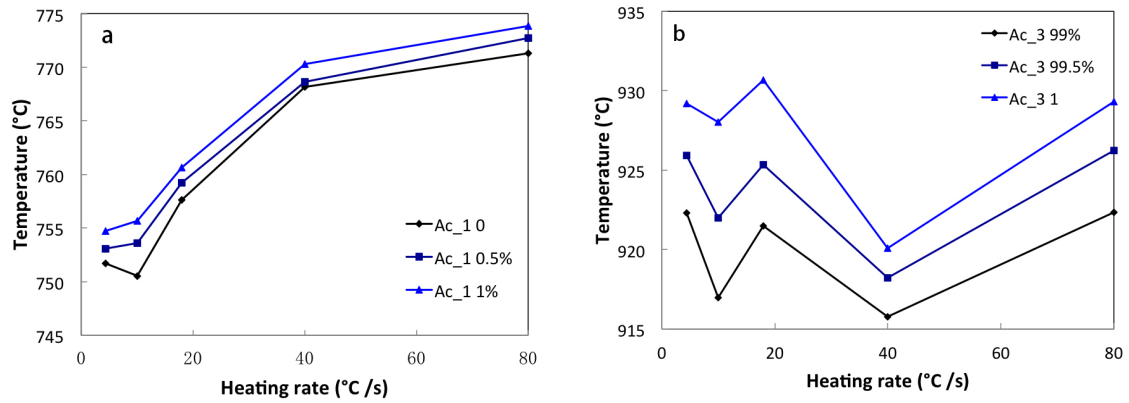 a
775
770
765
760
755
750
745
Temperature (°C)
0 20 40 60 80
Heating rate (°C /s)
Ac_1 0
Ac_1 0.5%
Ac_1 1%
b
935
930
925
920
915
Temperature (°C)
0 20 40 60 80
Heating rate (°C /s)
Ac_3 99%
Ac_3 99.5%
Ac_3 1